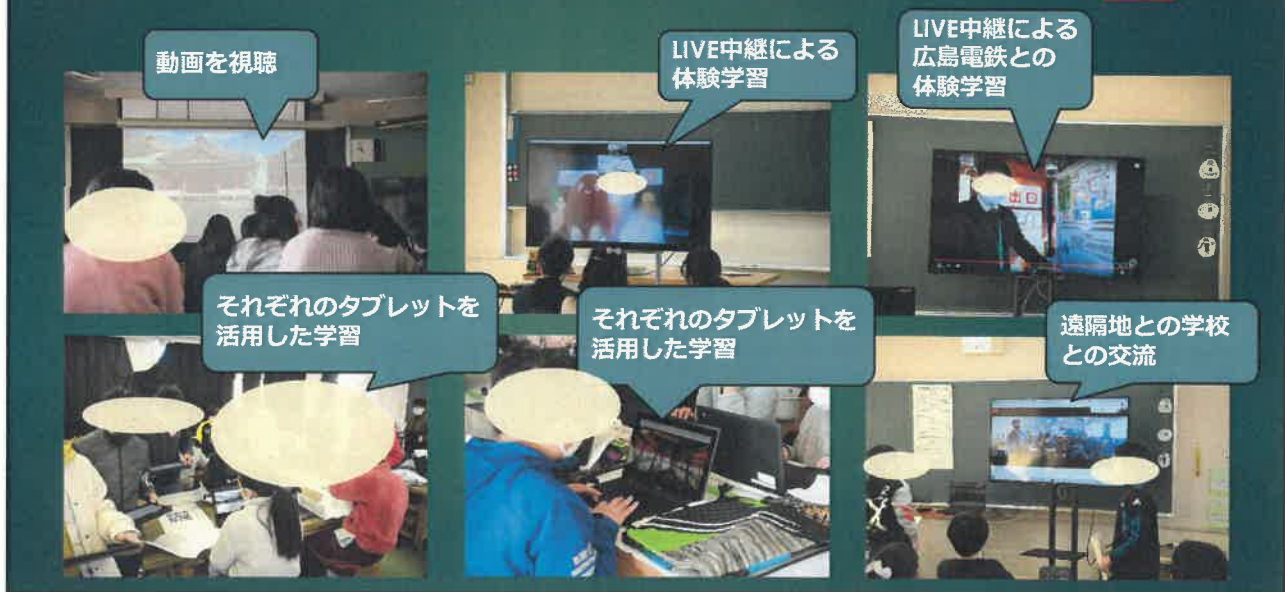 動画を視聴
LIVE中継による
体験学習
LIVE中継による
広島電鉄との
体験学習
それぞれのタブレットを
活用した学習
それぞれのタブレットを
活用した学習
遠隔地との学校
との交流